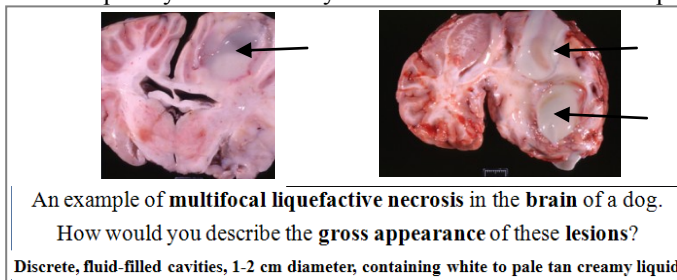 An example of multifocal liquefactive necrosis in the brain of a dog.
How would you describe the gross appearance of these lesions?
Discrete, fluid-filled cavities, 1-2 cm diameter, containing white to pale tan creamy liquid